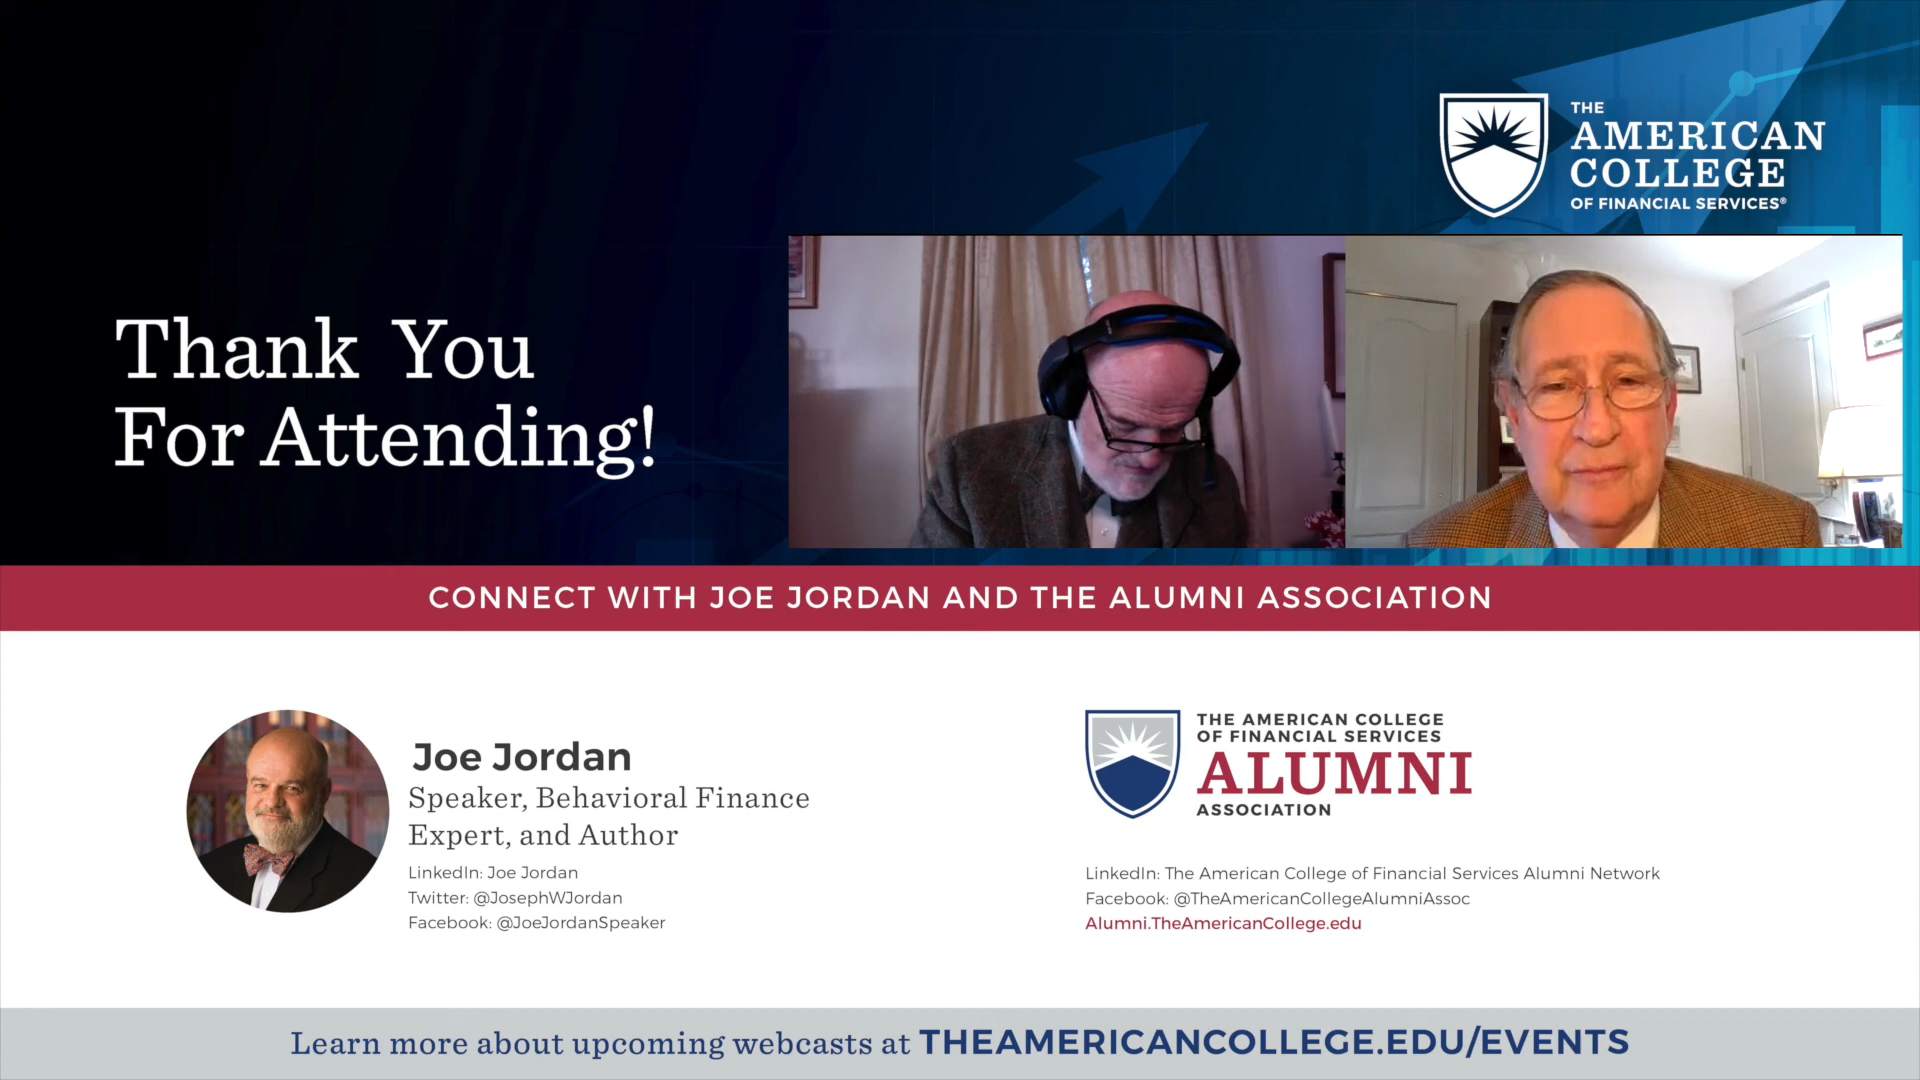 THE
AMERICAN
COLLEGE
OF FINANCIAL SERVICES®
Thank You
For Attending!
CONNECT WITH JOE JORDAN AND THE ALUMNI ASSOCIATION
Joe Jordan
Speaker, Behavioral Finance
Expert, and Author
LinkedIn: Joe Jordan
Twitter: @JosephWJordan
Facebook: @JoeJordanSpeaker
THE AMERICAN COLLEGE
OF FINANCIAL SERVICES
ALUMNI
ASSOCIATION
LinkedIn: The American College of Financial Services Alumni Network
Facebook: @TheAmericanCollegeAlumniAssoc
Alumni.TheAmericanCollege.edu
Learn more about upcoming webcasts at THEAMERICANCOLLEGE.EDU/EVENTS